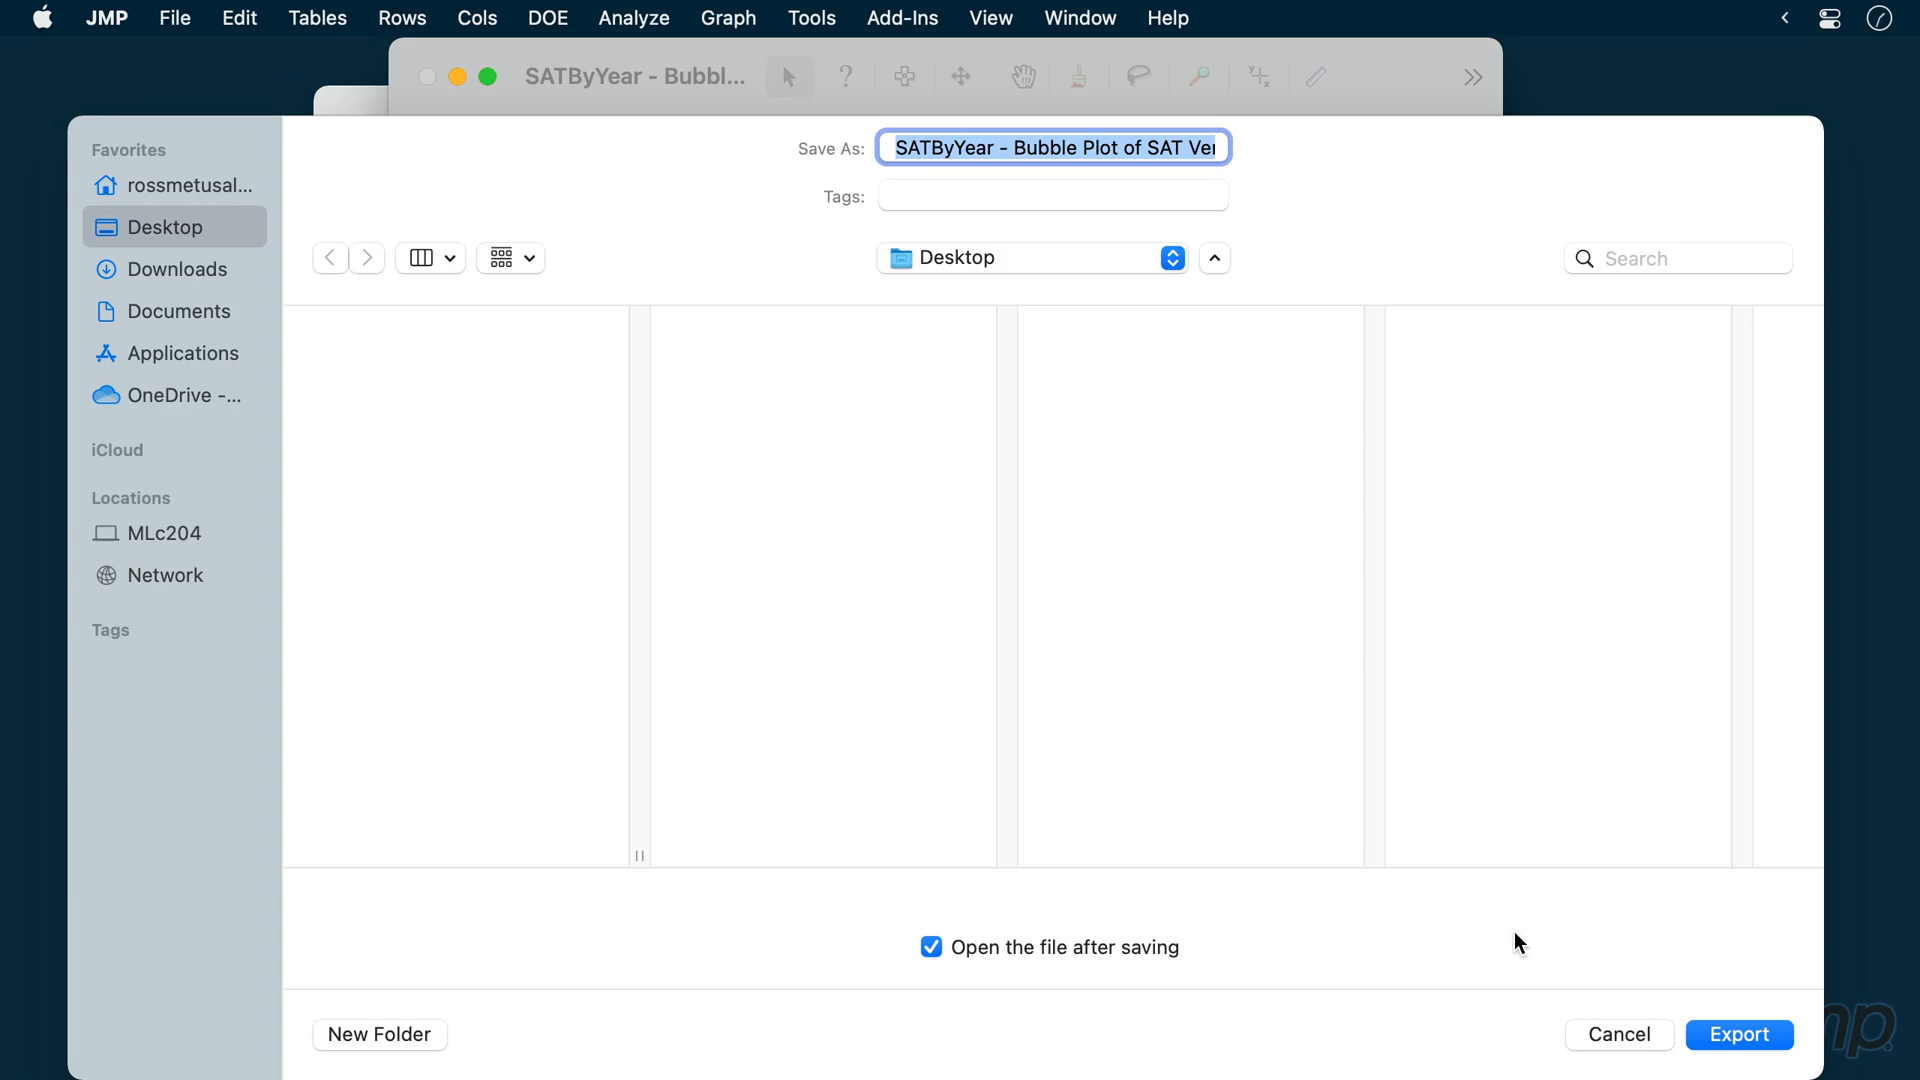 JMP File Edit Tables Rows Cols DOE Analyze Graph Tools Add-Ins View Window Help
SATByYear - Bubbl...
Favorites
rossmetusal...
Desktop
Downloads
Documents
Applications
OneDrive -...
iCloud
Locations
MLc204
Network
Tags
Save As: SATByYear - Bubble Plot of SAT Ver
Tags:
Desktop
Search
Open the file after saving
New Folder
Cancel
Export